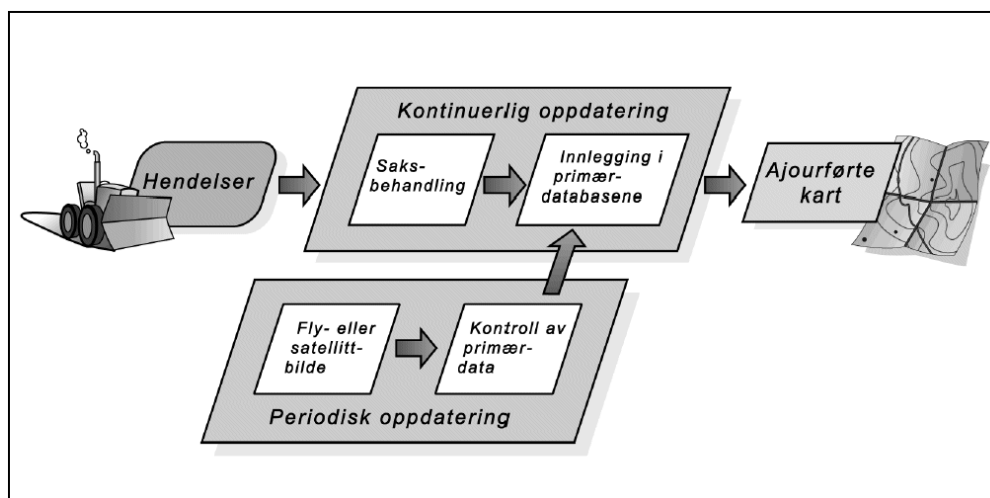 Hendelser
Kontinuerlig oppdatering
Saks-
behandling
Innlegging i
primær-
databasene
Ajourførte
kart
Fly- eller
satellitt-
bilde
Kontroll av
primær-
data
Periodisk oppdatering